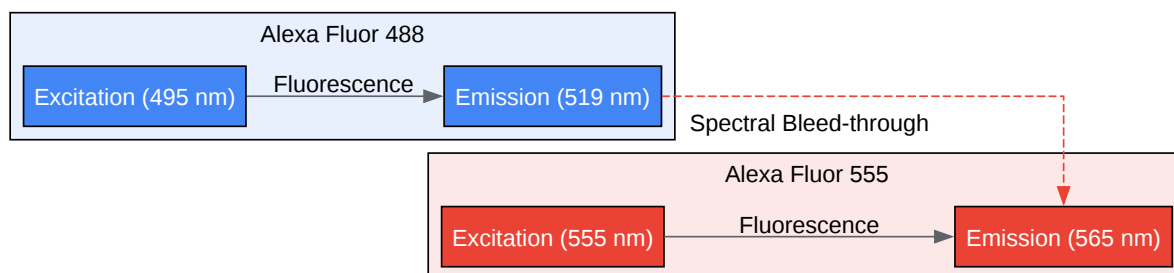 Alexa Fluor 488
Excitation (495 nm)
Fluorescence
Emission (519 nm)
Spectral Bleed-through
Alexa Fluor 555
Excitation (555 nm)
Fluorescence
Emission (565 nm)